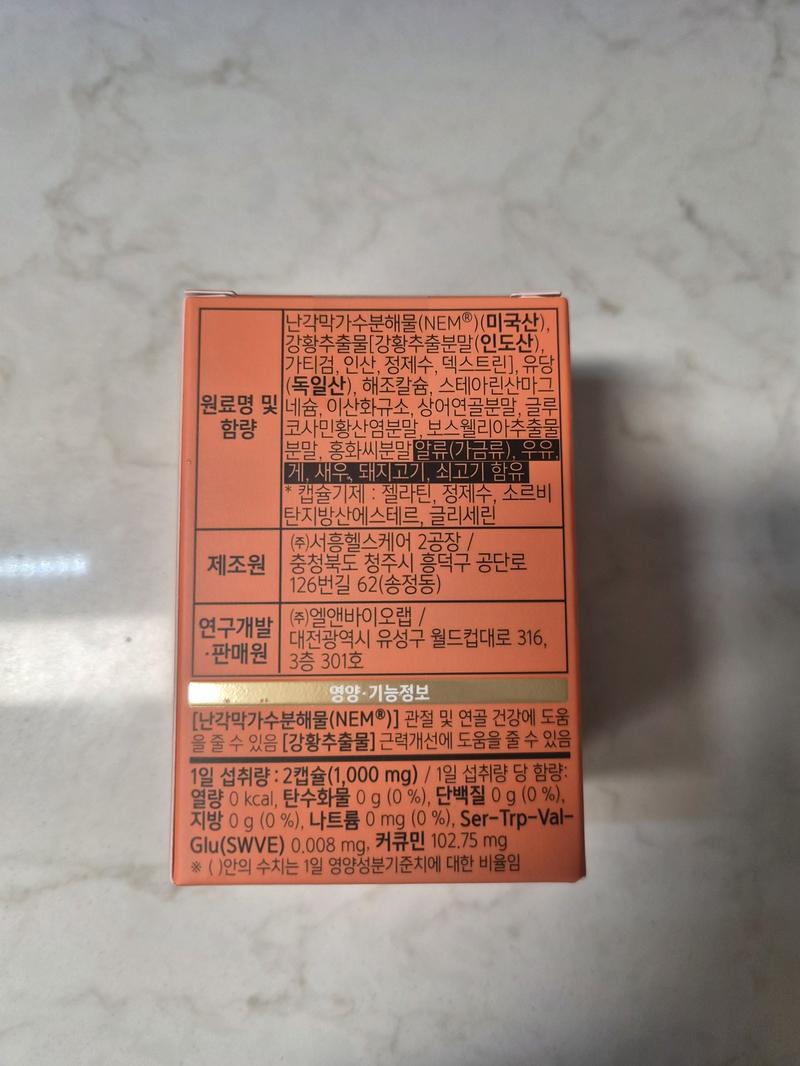 원료명 및
함량
난각막가수분해물(NEM®)(미국산),
강황추출물[강황추출분말(인도산),
가티검, 인산, 정제수, 덱스트린], 유당
(독일산), 해조칼슘, 스테아린산마그
네슘, 이산화규소, 상어연골분말, 글루
코사민황산염분말, 보스웰리아추출물
분말, 홍화씨분말 알류(가금류), 우유,
게, 새우, 돼지고기, 쇠고기 함유
* 캡슐기제 : 젤라틴, 정제수, 소르비
탄지방산에스테르, 글리세린
제조원
㈜서흥헬스케어 2공장 /
충청북도 청주시 흥덕구 공단로
126번길 62(송정동)
연구개발
·판매원
㈜엘앤바이오랩 /
대전광역시 유성구 월드컵대로 316,
3층 301호
영양·기능정보
[난각막가수분해물(NEM®)] 관절 및 연골 건강에 도움
을 줄 수 있음 [강황추출물] 근력개선에 도움을 줄 수 있음
1일 섭취량 : 2캡슐(1,000 mg) / 1일 섭취량 당 함량:
열량 0 kcal, 탄수화물 0 g (0 %), 단백질 0 g (0 %),
지방 0 g (0 %), 나트륨 0 mg (0 %), Ser-Trp-Val-
Glu(SWVE) 0.008 mg, 커큐민 102.75 mg
※ ( )안의 수치는 1일 영양성분기준치에 대한 비율임